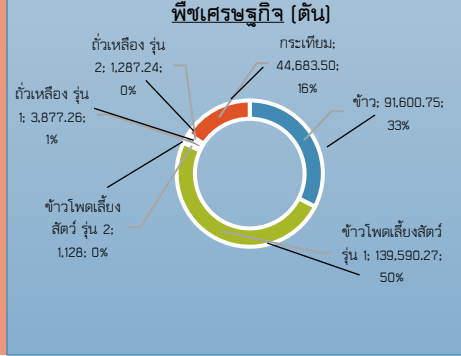 พืชเศรษฐกิจ (ตัน)
ถั่วเหลือง รุ่น
2; 1,287.24;
0%
กระเทียม;
44,683.50;
16%
ถั่วเหลือง รุ่น
1; 3,877.26;
1%
ข้าว; 91,600.75;
33%
ข้าวโพดเลี้ยง
สัตว์ รุ่น 2;
1,128; 0%
ข้าวโพดเลี้ยงสัตว์
รุ่น 1; 139,590.27;
50%